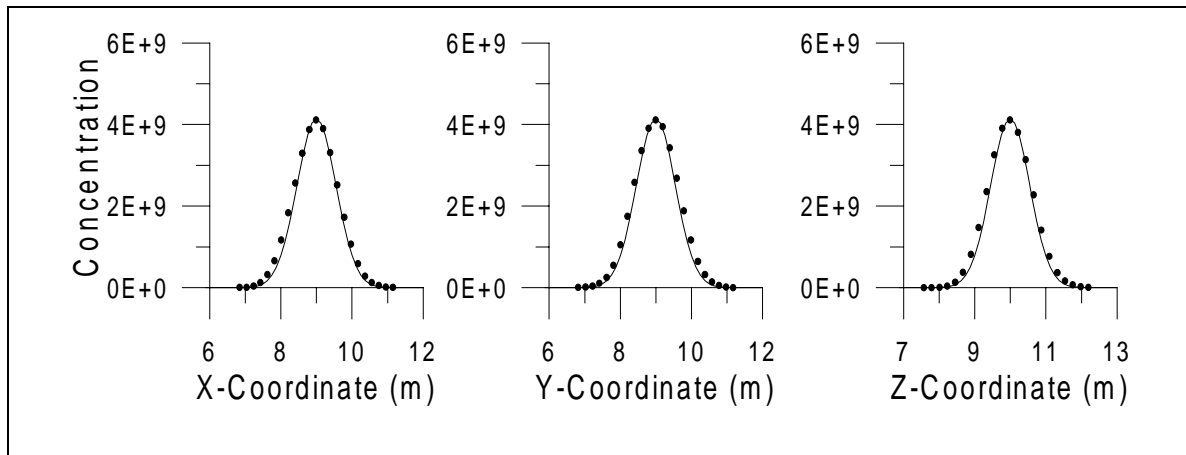 Concentration
6E+9
4E+9
2E+9
0E+0
6 8 10 12
X-Coordinate (m)
6E+9
4E+9
2E+9
0E+0
6 8 10 12
Y-Coordinate (m)
6E+9
4E+9
2E+9
0E+0
7 9 11 13
Z-Coordinate (m)